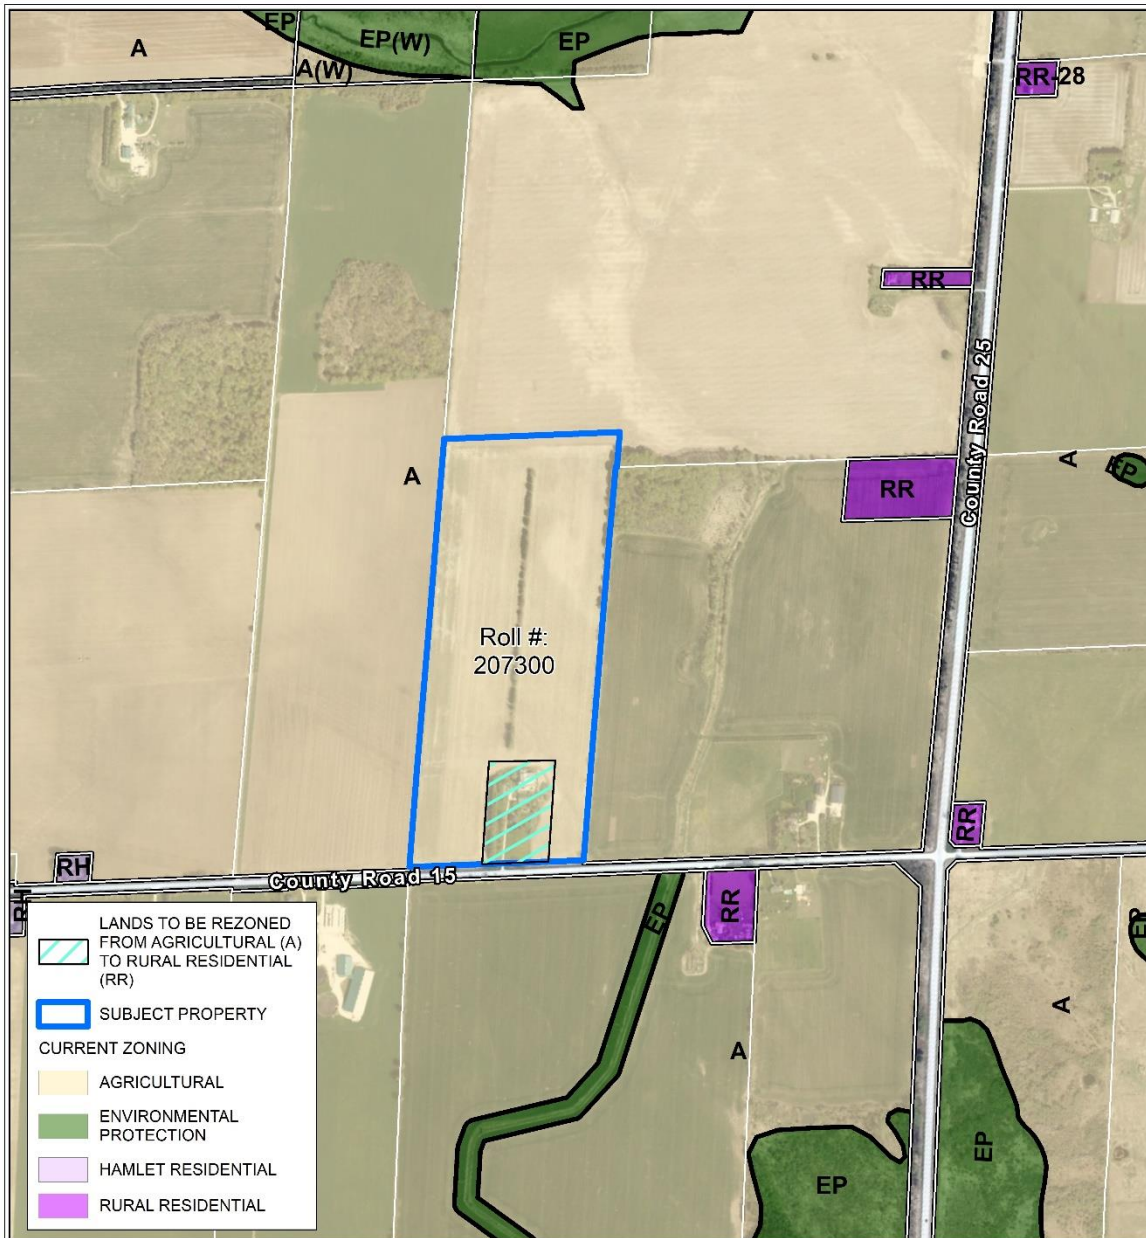 EP
A
EP(W)
EP
A(W)
RR-28
RR
County Road 25
A
A
EP
RR
Roll #:
207300
RR
RH
County Road 15
RH
EP
RR
EP
A
A
EP
EP
LANDS TO BE REZONED
FROM AGRICULTURAL (A)
TO RURAL RESIDENTIAL
(RR)
SUBJECT PROPERTY
CURRENT ZONING
AGRICULTURAL
ENVIRONMENTAL
PROTECTION
HAMLET RESIDENTIAL
RURAL RESIDENTIAL